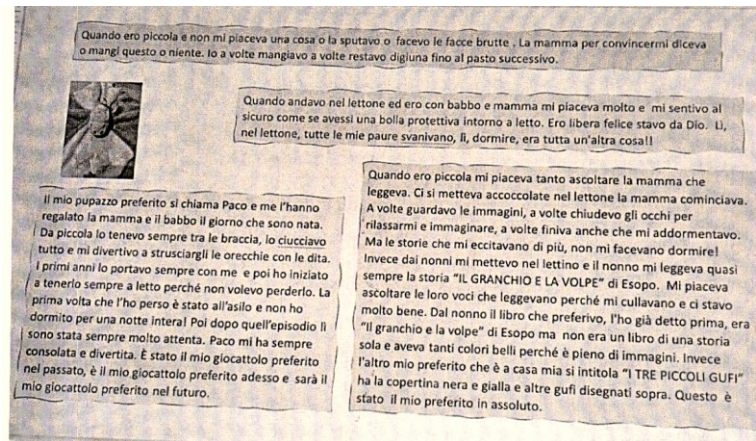 Quando ero piccola e non mi piaceva una cosa o la sputavo o facevo le facce brutte . La mamma per convincermi diceva
o mangi questo o niente. Io a volte mangiavo a volte restavo digiuna fino al pasto successivo.
Quando andavo nel lettone ed ero con babbo e mamma mi piaceva molto e mi sentivo al
sicuro come se avessi una bolla protettiva intorno a letto. Ero libera felice stavo da Dio. Lì,
nel lettone, tutte le mie paure svanivano, lì, dormire, era tutta un'altra cosa!!
Il mio pupazzo preferito si chiama Paco e me l'hanno
regalato la mamma e il babbo il giorno che sono nata.
Da piccola lo tenevo sempre tra le braccia, lo ciucciavo
tutto e mi divertivo a strusciargli le orecchie con le dita.
I primi anni lo portavo sempre con me e poi ho iniziato
a tenerlo sempre a letto perché non volevo perderlo. La
prima volta che l'ho perso è stato all'asilo e non ho
dormito per una notte intera! Poi dopo quell'episodio lì
sono stata sempre molto attenta. Paco mi ha sempre
consolata e divertita. È stato il mio giocattolo preferito
nel passato, è il mio giocattolo preferito adesso e sarà il
mio giocattolo preferito nel futuro.
Quando ero piccola mi piaceva tanto ascoltare la mamma che
leggeva. Ci si metteva accoccolate nel lettone la mamma cominciava.
A volte guardavo le immagini, a volte chiudevo gli occhi per
rilassarmi e immaginare, a volte finiva anche che mi addormentavo.
Ma le storie che mi eccitavano di più, non mi facevano dormire!
Invece dai nonni mi mettevo nel lettino e il nonno mi leggeva quasi
sempre la storia "IL GRANCHIO E LA VOLPE" di Esopo. Mi piaceva
ascoltare le loro voci che leggevano perché mi cullavano e ci stavo
molto bene. Dal nonno il libro che preferivo, l'ho già detto prima, era
"Il granchio e la volpe" di Esopo ma non era un libro di una storia
sola e aveva tanti colori belli perché è pieno di immagini. Invece
l'altro mio preferito che è a casa mia si intitola "I TRE PICCOLI GUFI"
ha la copertina nera e gialla e altre gufi disegnati sopra. Questo è
stato il mio preferito in assoluto.